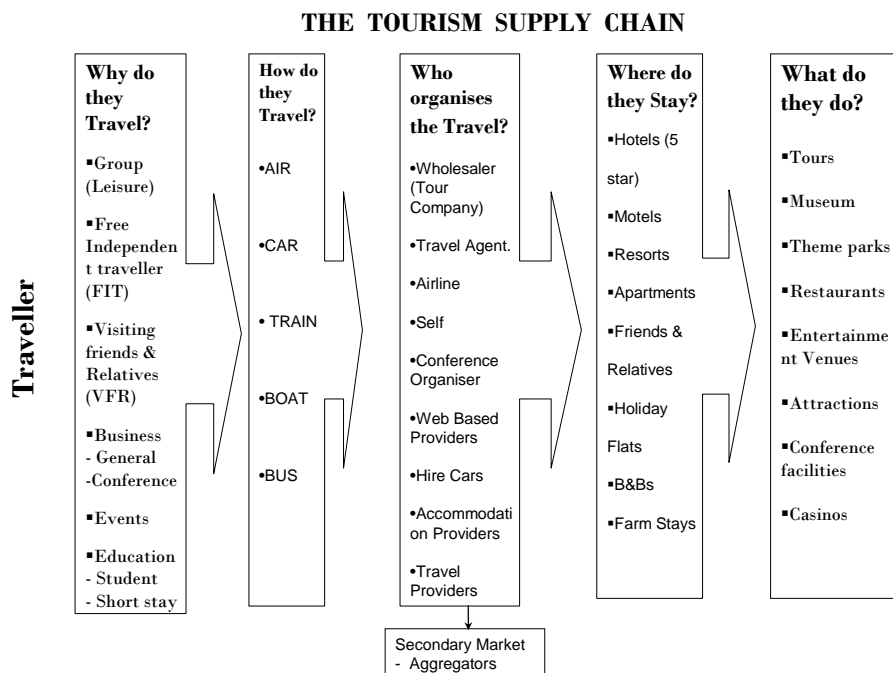 THE TOURISM SUPPLY CHAIN
Traveller
Why do
they
Travel?
▪Group
(Leisure)
▪Free
Independen
t traveller
(FIT)
▪Visiting
friends &
Relatives
(VFR)
▪Business
- General
-Conference
▪Events
▪Education
- Student
- Short stay
How do
they
Travel?
•AIR
•CAR
• TRAIN
•BOAT
•BUS
Who
organises
the Travel?
•Wholesaler
(Tour
Company)
•Travel Agent.
•Airline
•Self
•Conference
Organiser
•Web Based
Providers
•Hire Cars
•Accommodati
on Providers
•Travel
Providers
Secondary Market
- Aggregators
Where do
they Stay?
▪Hotels (5
star)
▪Motels
▪Resorts
▪Apartments
▪Friends &
Relatives
▪Holiday
Flats
▪B&Bs
▪Farm Stays
What do
they do?
▪Tours
▪Museum
▪Theme parks
▪Restaurants
▪Entertainme
nt Venues
▪Attractions
▪Conference
facilities
▪Casinos